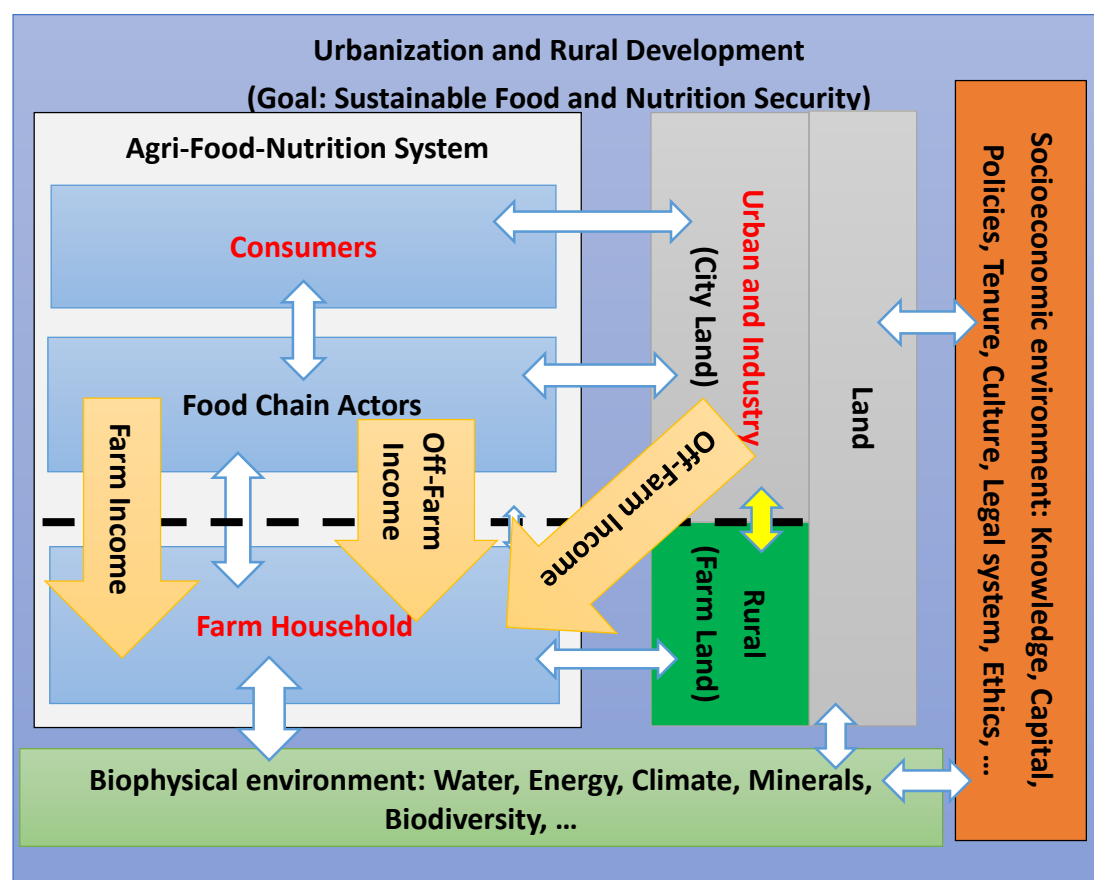 Urbanization and Rural Development
(Goal: Sustainable Food and Nutrition Security)
Agri-Food-Nutrition System
Consumers
Food Chain Actors
Farm Income
Off-Farm
Income
Off-Farm Income
Farm Household
Urban and Industry
(City Land)
Rural
(Farm Land)
Land
Socioeconomic environment: Knowledge, Capital,
Policies, Tenure, Culture, Legal system, Ethics, ...
Biophysical environment: Water, Energy, Climate, Minerals,
Biodiversity, ...